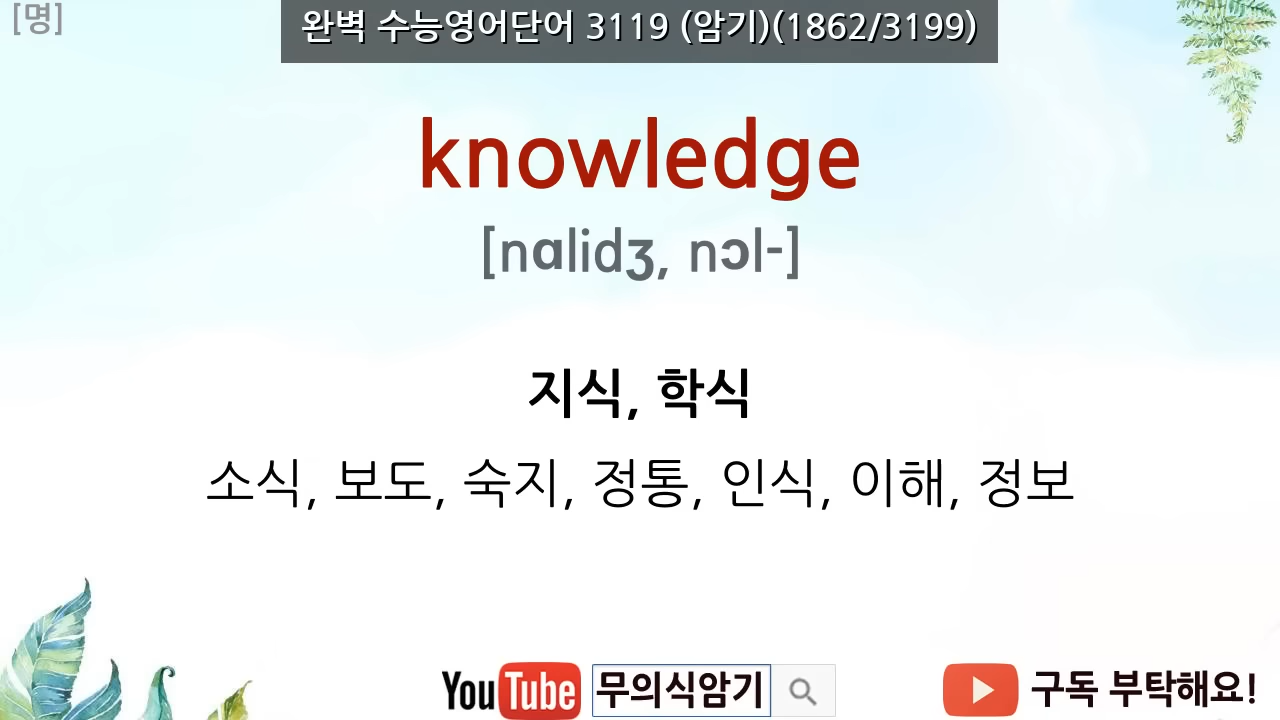 [명]
완벽 수능영어단어 3119 (암기)(1862/3199)
knowledge
[nɑlidʒ, nɔl-]
지식, 학식
소식, 보도, 숙지, 정통, 인식, 이해, 정보
YouTube 무의식암기
구독 부탁해요!